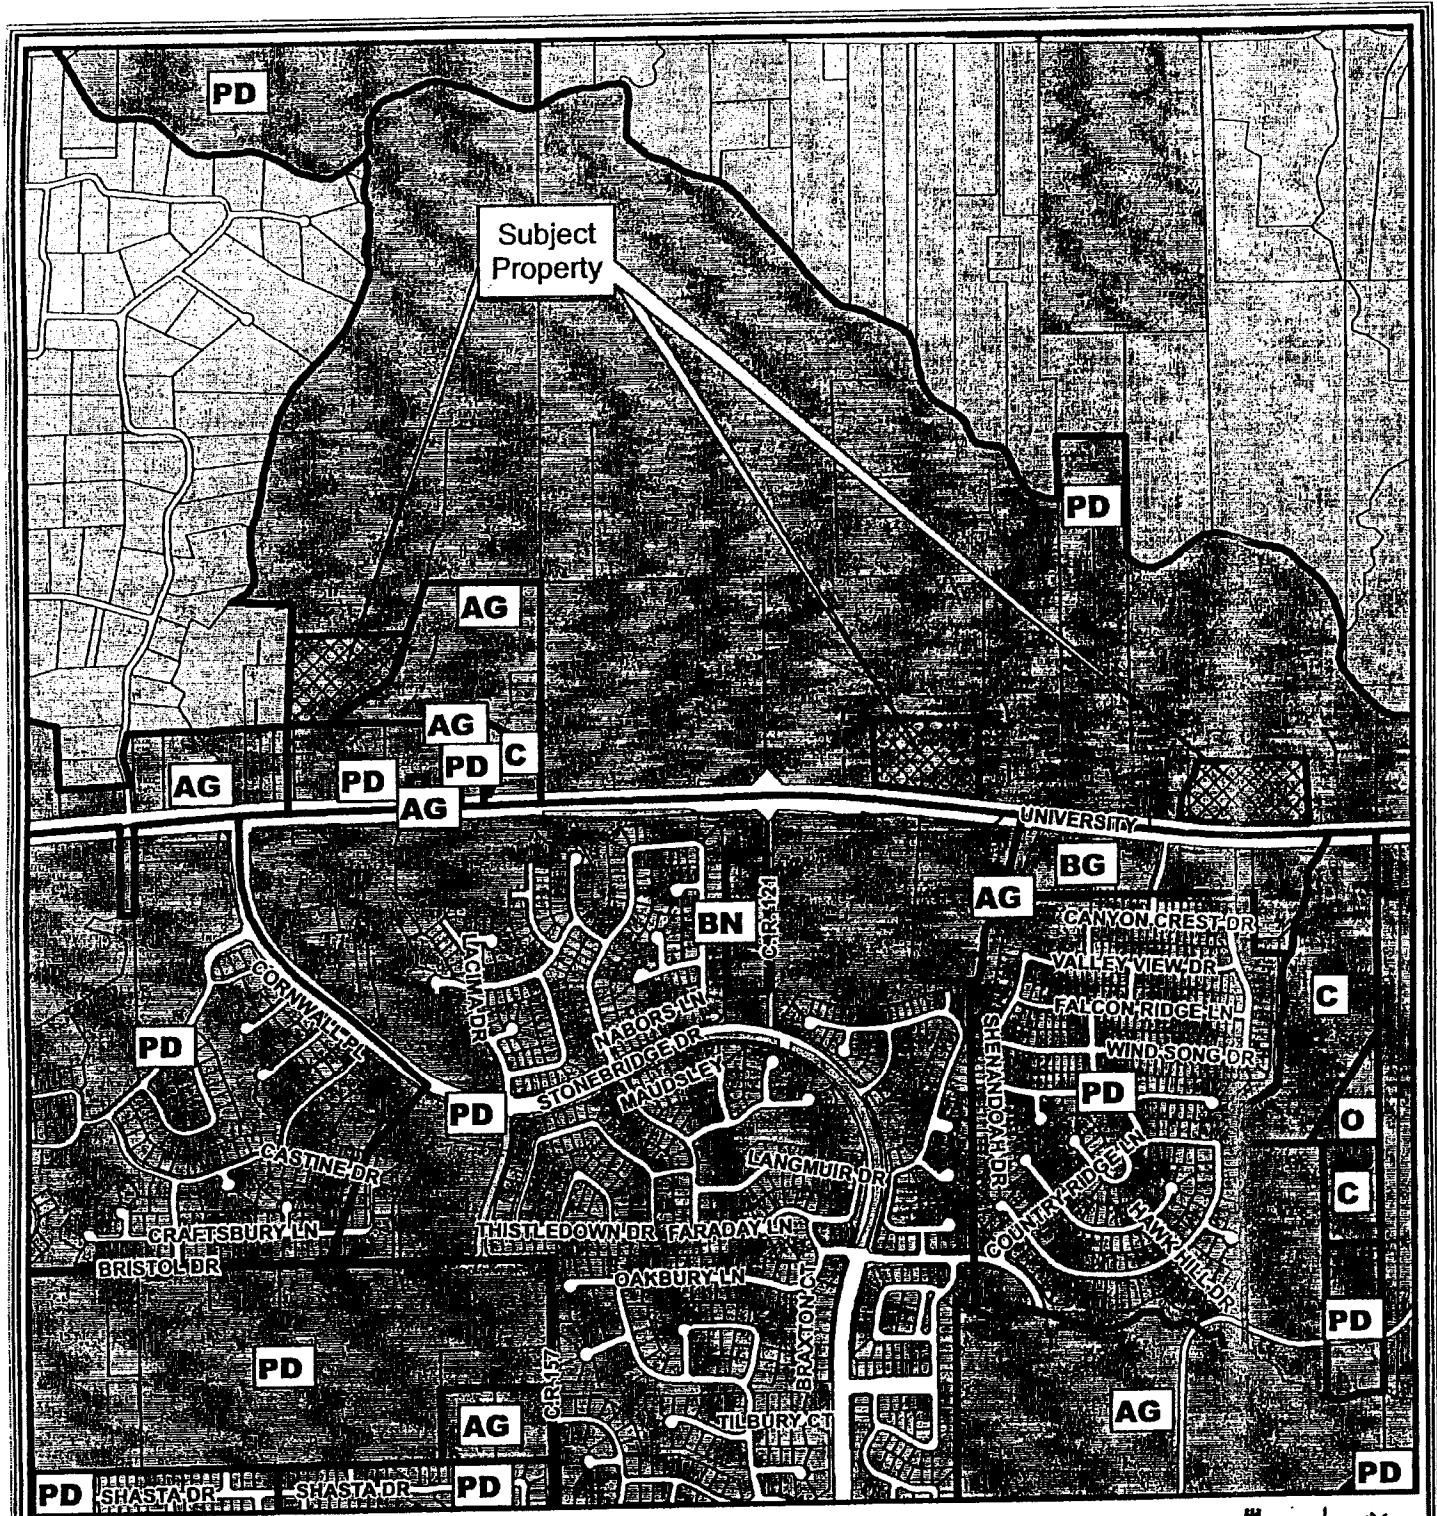 PD
Subject
Property
PD
AG
AG
C
PD
PD
AG
AG
UNIVERSITY
BG
AG
BN
C.R. 121
CANYON CREST DR
VALLEY VIEW DR
FALCON RIDGE LN
WIND SONG DR
C
LACINA DR
CORNWALL PL
NABORS LN
STONEBRIDGE DR
MAUDSLEY
SHENANDOAH DR
PD
PD
PD
O
CASTINE DR
LANGMUIR DR
COUNTRY RIDGE LN
HAWK HILL DR
C
CRAFTSBURY LN
BRISTOL DR
THISTLEDOWN DR
FARADAY LN
OAKBURY LN
BRAXTON CT
PD
PD
C.R. 157
AG
TILBURY CT
AG
PD
SHASTA DR
SHASTA DR
PD
PD